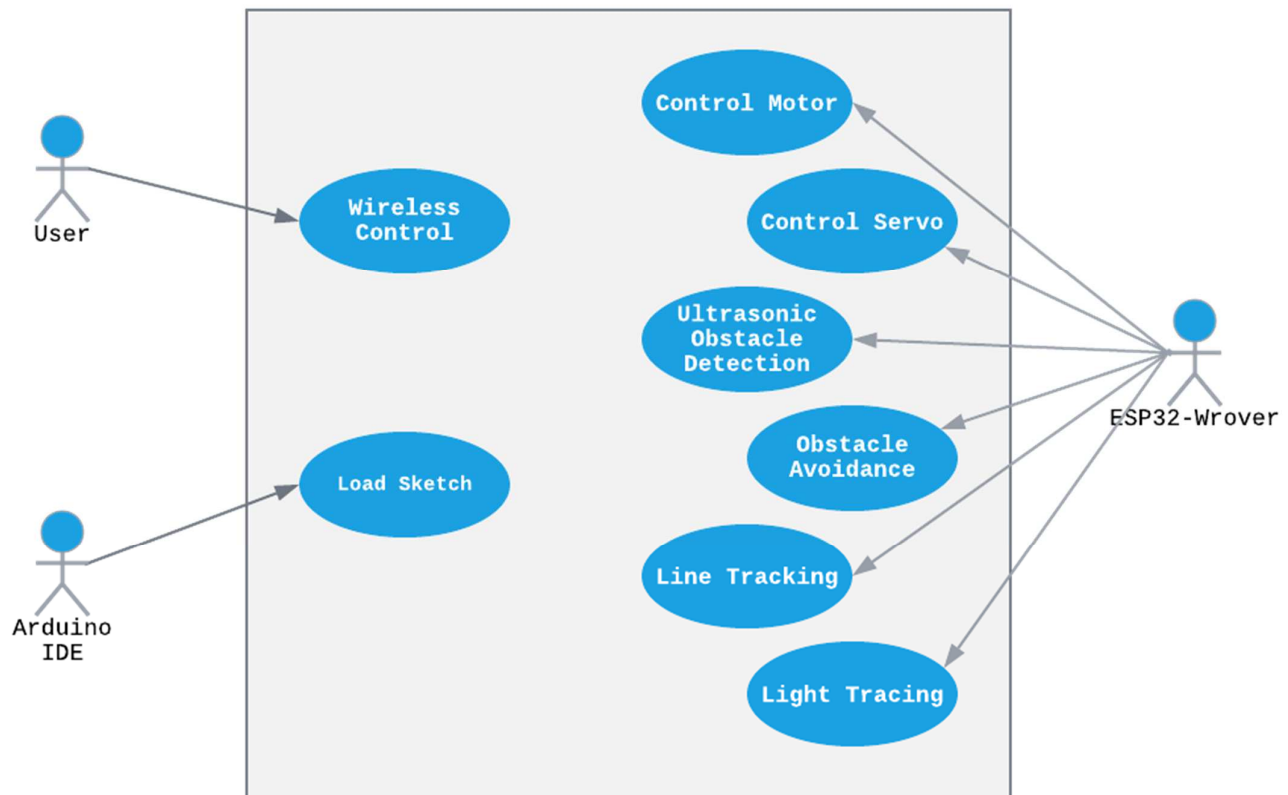 User
Wireless
Control
Load Sketch
Arduino
IDE
Control Motor
Control Servo
Ultrasonic
Obstacle
Detection
Obstacle
Avoidance
Line Tracking
Light Tracing
ESP32-Wrover